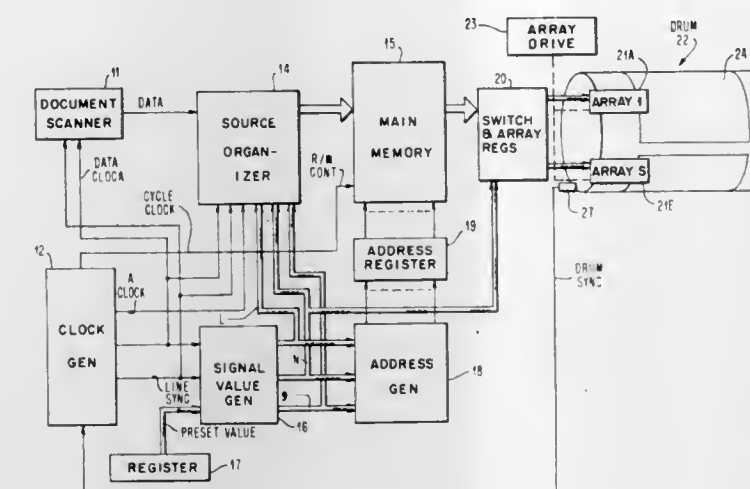 23
ARRAY
DRIVE
DRUM
22
11
14
15
20
21A
24
DOCUMENT
SCANNER
DATA
SOURCE
ORGAN-
IZER
MAIN
MEMORY
SWITCH
& ARRAY
REGS
ARRAY 1
ARRAY S
21E
27
DATA
CLOCK
R/W
CONT.
CYCLE
CLOCK
12
A
CLOCK
CLOCK
GEN
ADDRESS
REGISTER
19
DRUM
SYNC
LINE
SYNC
SIGNAL
VALUE
GEN
N
9
ADDRESS
GEN
18
16
PRESET VALUE
REGISTER
17